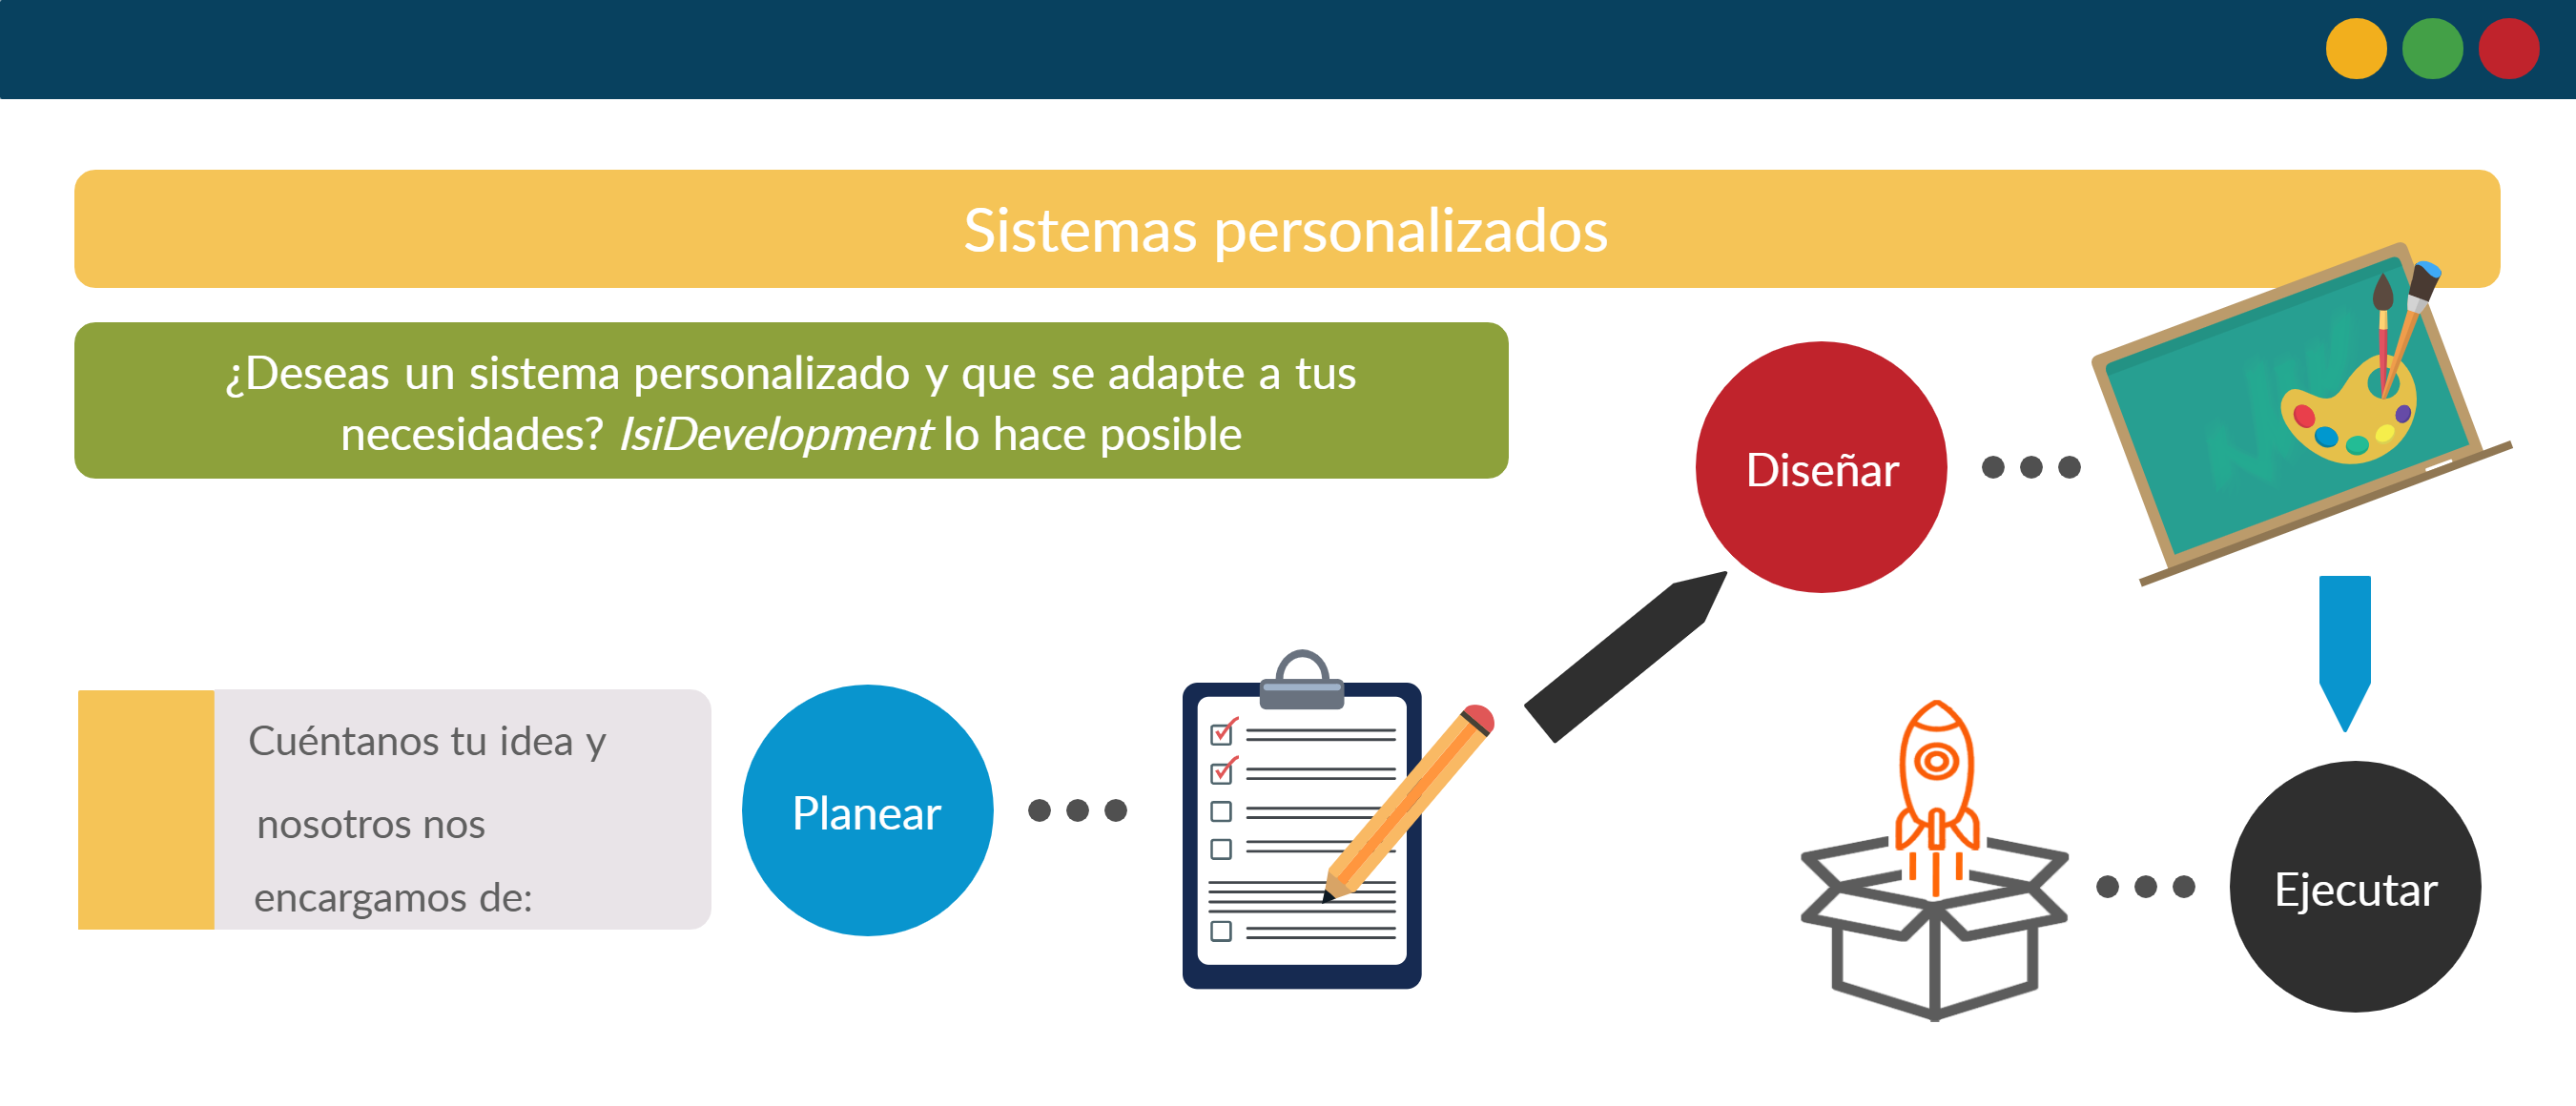 Sistemas personalizados
¿Deseas un sistema personalizado y que se adapte a tus
necesidades? IsiDevelopment lo hace posible
Cuéntanos tu idea y
nosotros nos
encargamos de:
Planear
Diseñar
Ejecutar